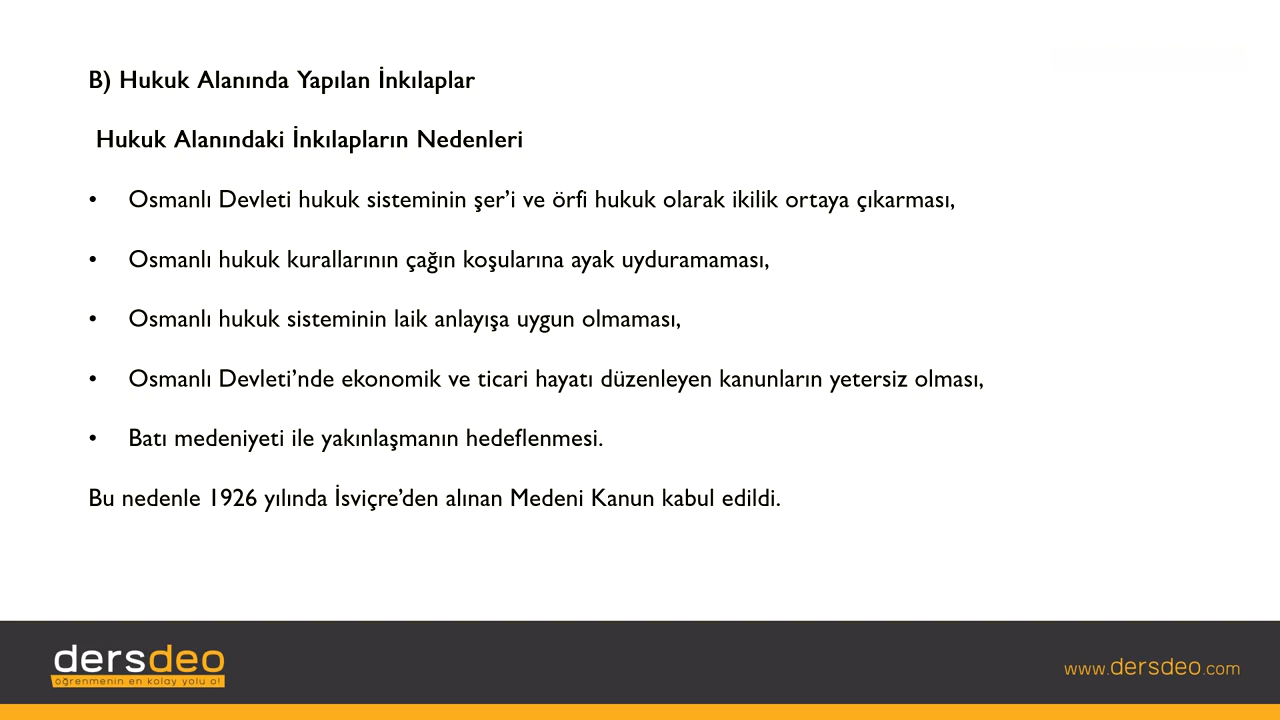 B) Hukuk Alanında Yapılan İnkılaplar
Hukuk Alanındaki İnkılapların Nedenleri
• Osmanlı Devleti hukuk sisteminin şer’i ve örfi hukuk olarak ikilik ortaya çıkarması,
• Osmanlı hukuk kurallarının çağın koşularına ayak uyduramaması,
• Osmanlı hukuk sisteminin laik anlayışa uygun olmaması,
• Osmanlı Devleti’nde ekonomik ve ticari hayatı düzenleyen kanunların yetersiz olması,
• Batı medeniyeti ile yakınlaşmanın hedeflenmesi.
Bu nedenle 1926 yılında İsviçre’den alınan Medeni Kanun kabul edildi.
dersdeo
öğrenmenin en kolay yolu o!
www.dersdeo.com